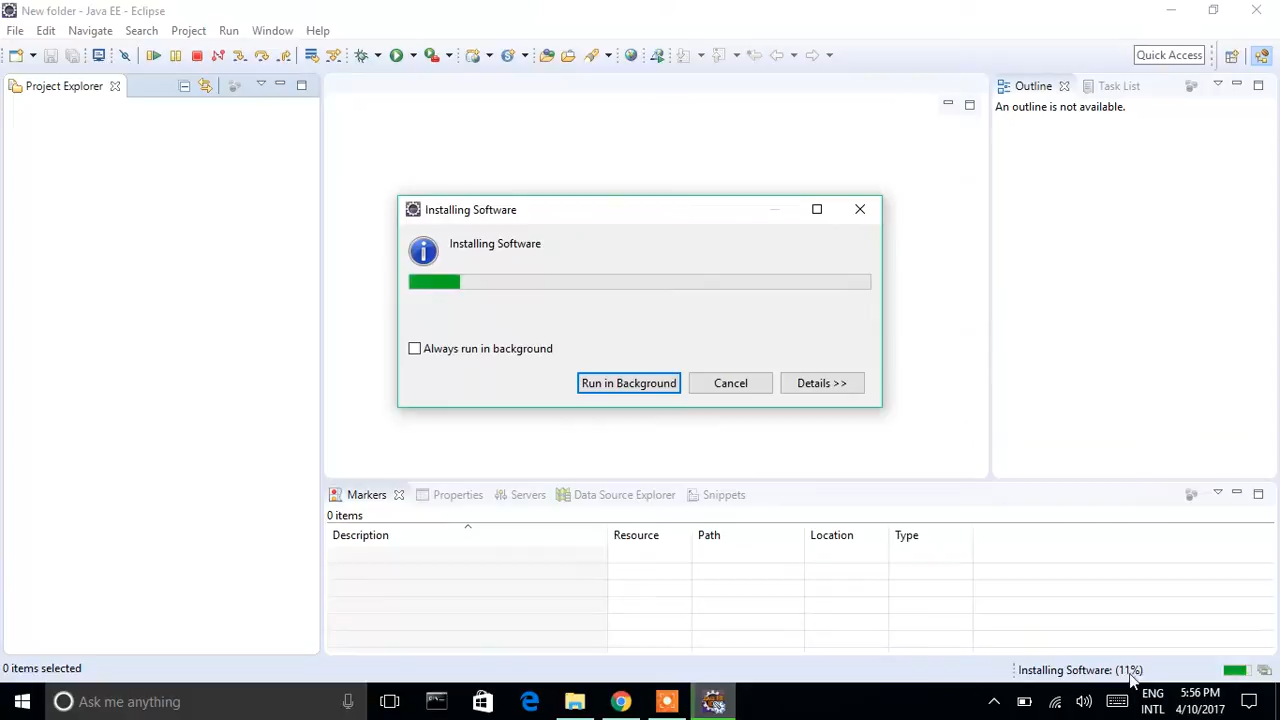 New folder - Java EE - Eclipse
File Edit Navigate Search Project Run Window Help
Quick Access
Project Explorer
Outline Task List
An outline is not available.
Installing Software
Installing Software
Always run in background
Run in Background Cancel Details >>
Markers Properties Servers Data Source Explorer Snippets
0 items
Description Resource Path Location Type
0 items selected
Installing Software: (11%)
Ask me anything
ENG
INTL
5:56 PM
4/10/2017